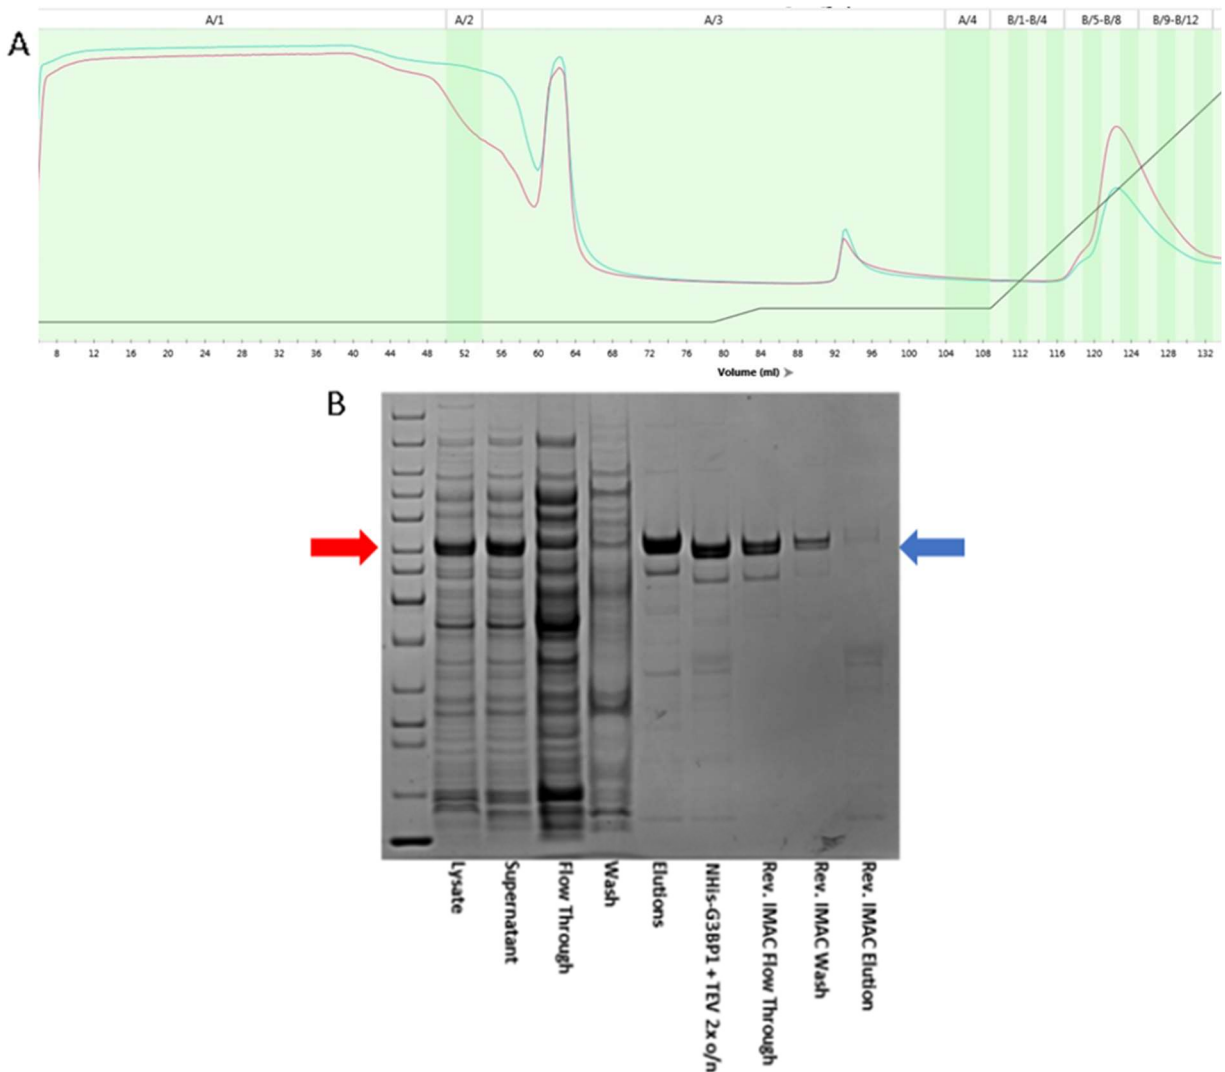 A/1 A/2 A/3 A/4 B/1-B/4 B/5-B/8 B/9-B/12
A
8 12 16 20 24 28 32 36 40 44 48 52 56 60 64 68 72 76 80 84 88 92 96 100 104 108 112 116 120 124 128 132
Volume (ml)
B
Lysate
Supernatant
Flow Through
Wash
Elutions
NHis-G3BP1 + TEV 2x o/n
Rev. IMAC Flow Through
Rev. IMAC Wash
Rev. IMAC Elution